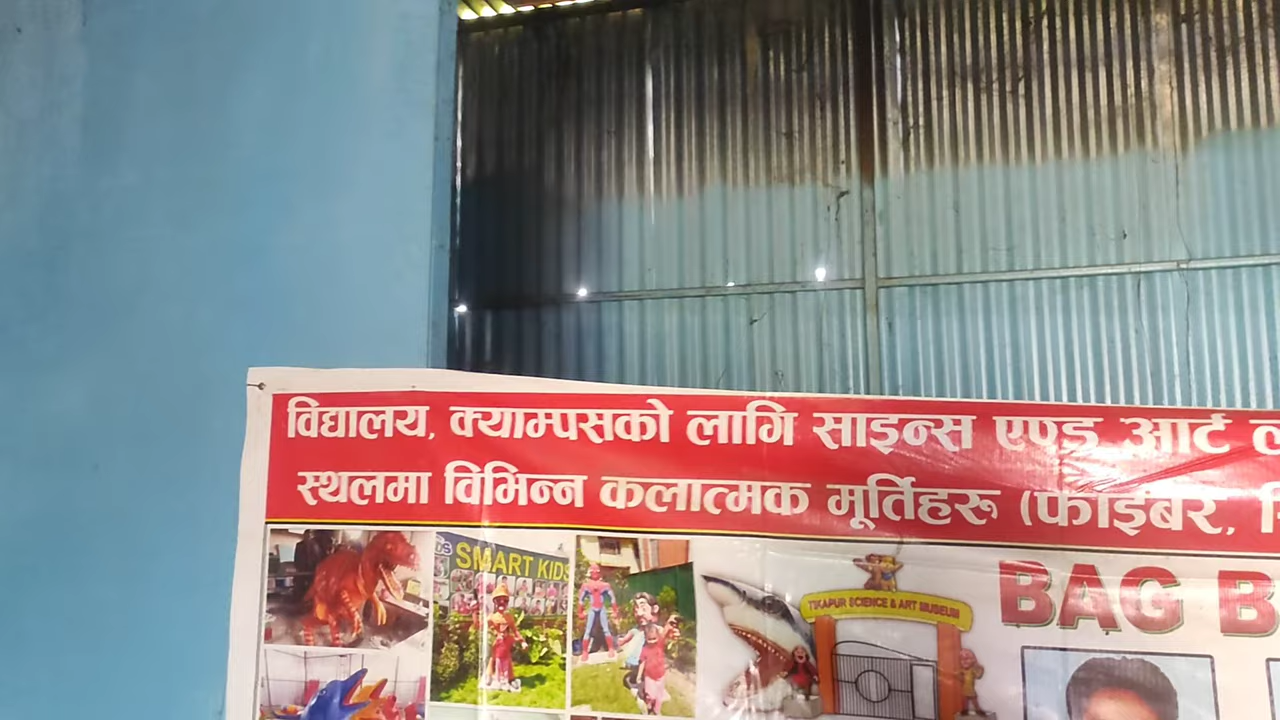 विद्यालय, क्याम्पसको लागि साइन्स एण्ड आर्ट
स्थलमा विभिन्न कलात्मक मूर्तिहरू (फाईबर,
SMART KIDS
TIKAPUR SCIENCE & ART MUSEUM
BAG B